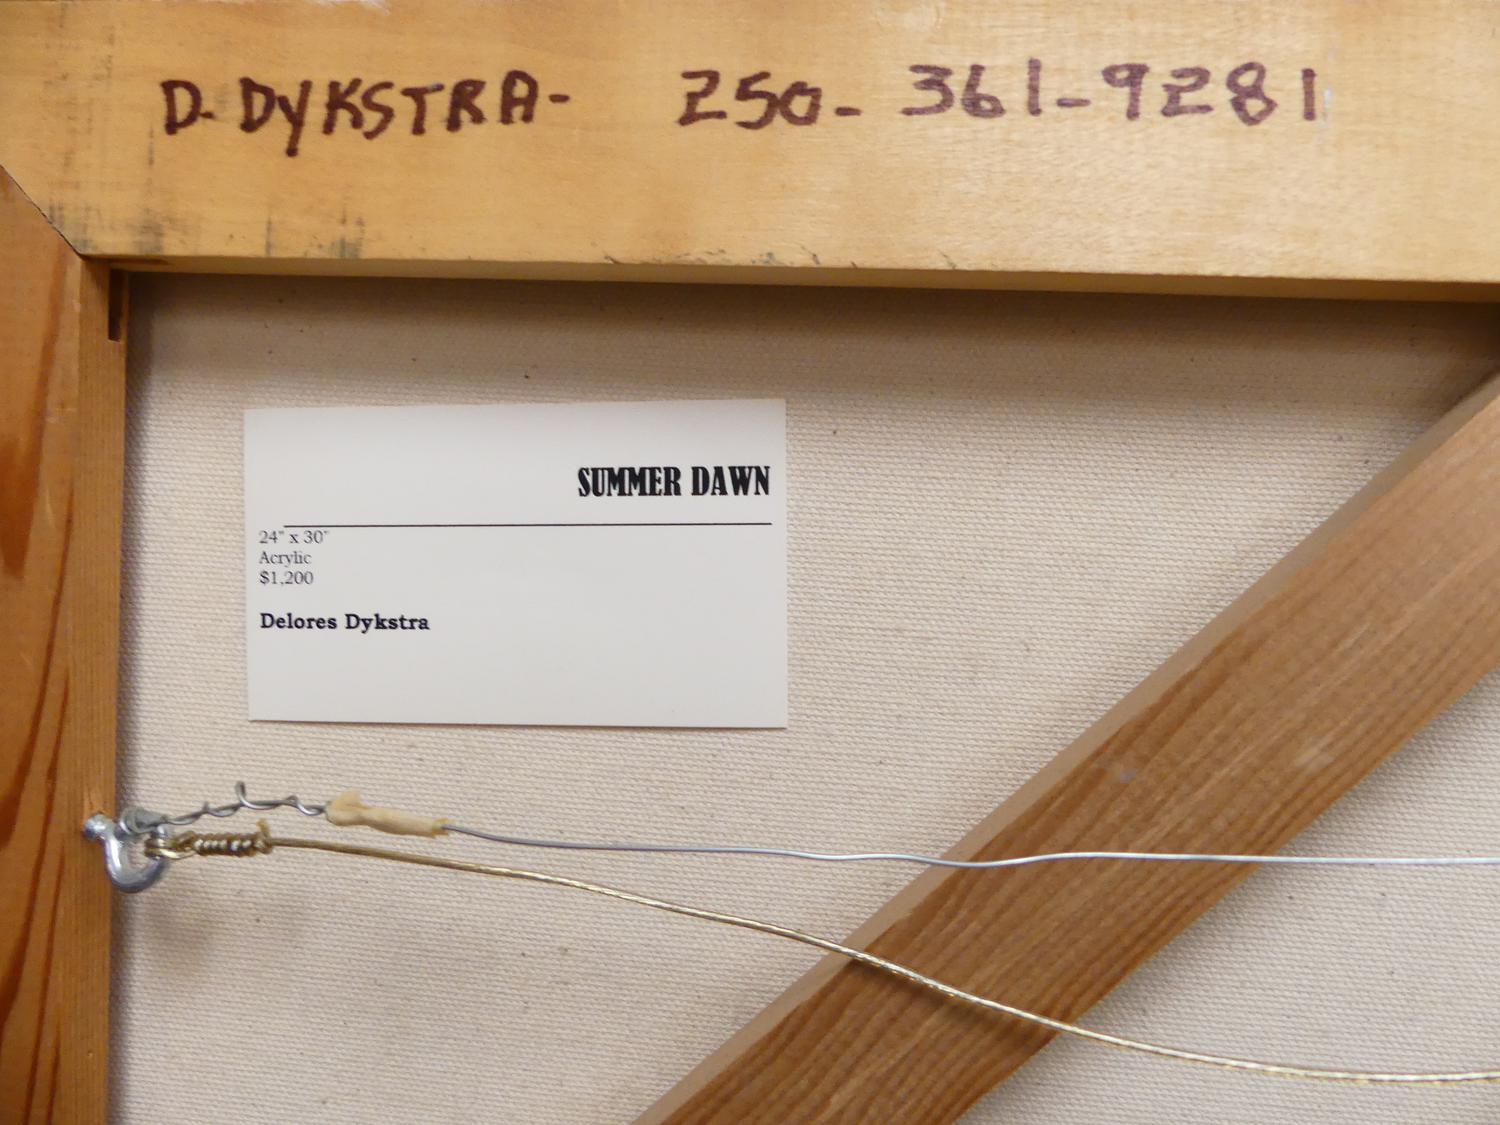 D. DYKSTRA- 250-361-9281
SUMMER DAWN
24" x 30"
Acrylic
$1,200
Delores Dykstra